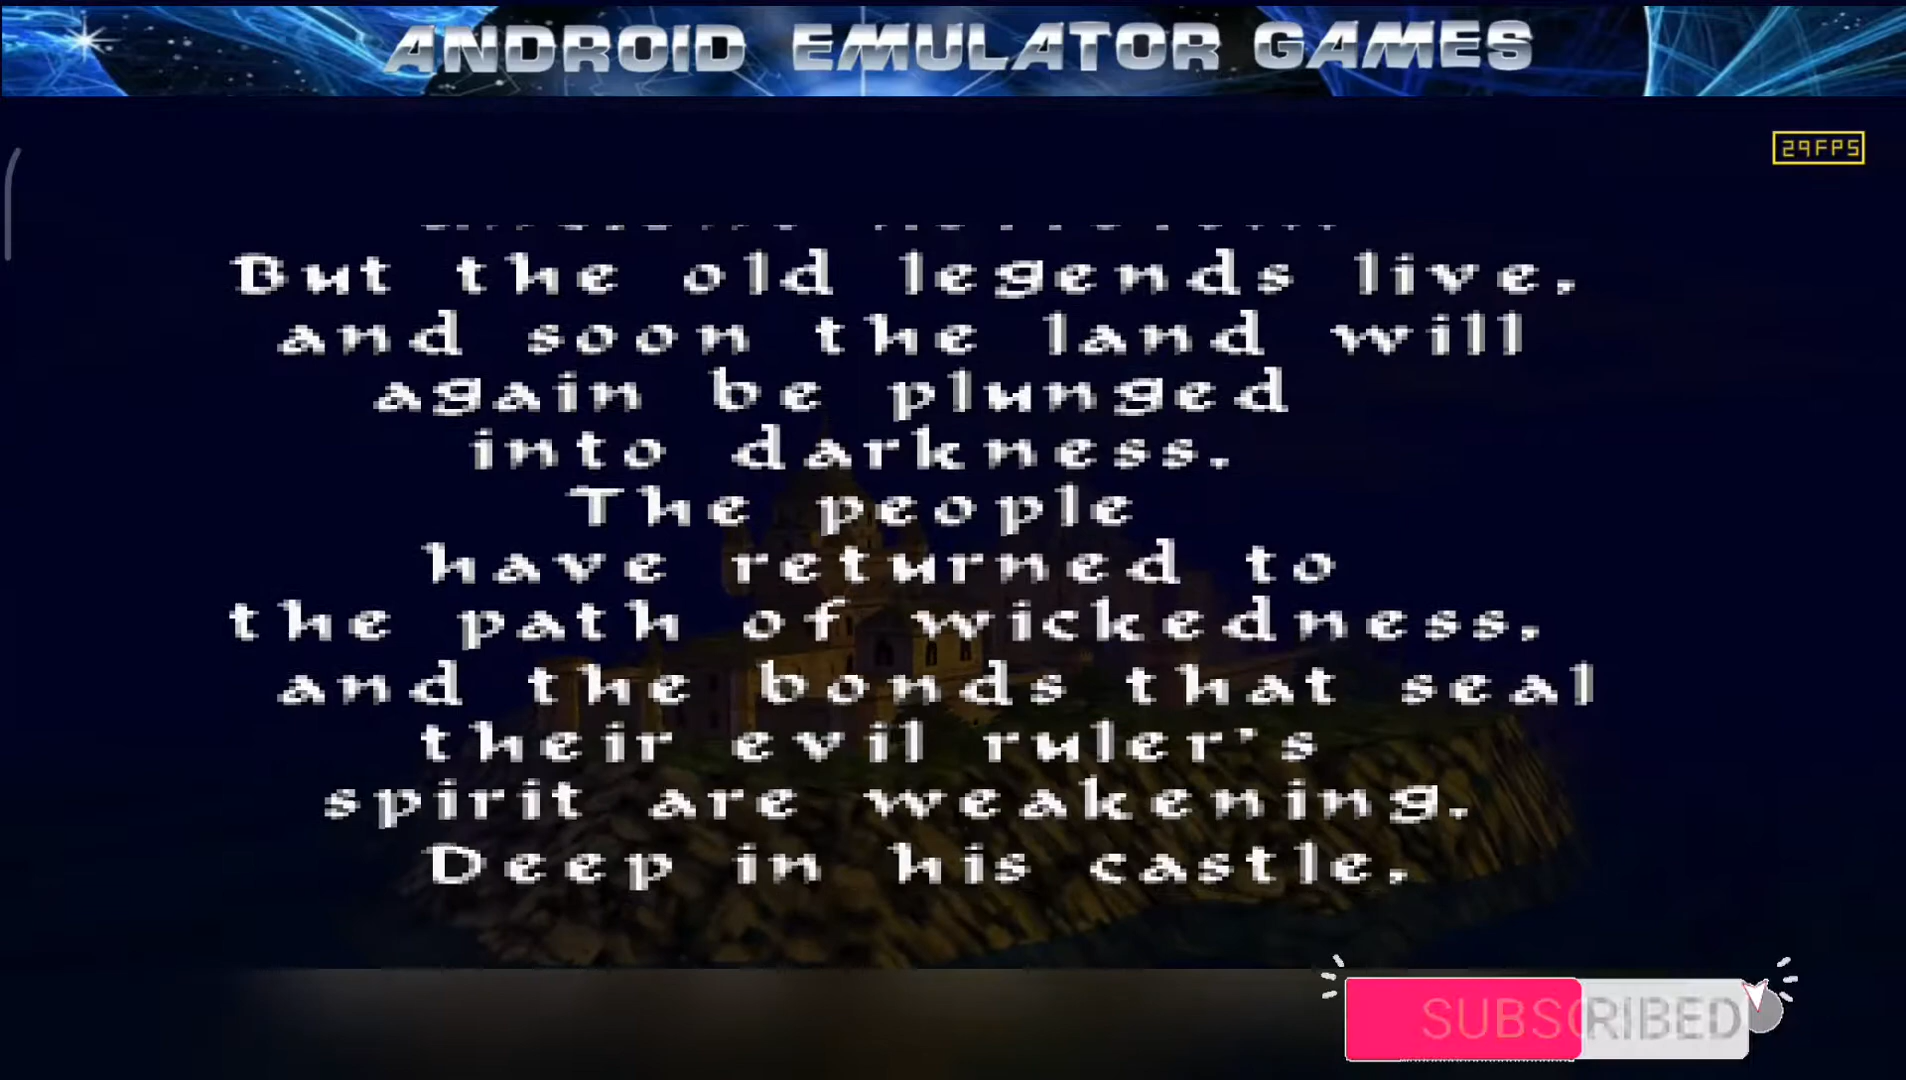 ANDROID EMULATOR GAMES
29FPS
But the old legends live,
and soon the land will
again be plunged
into darkness.
The people
have returned to
the path of wickedness,
and the bonds that seal
their evil ruler's
spirit are weakening.
Deep in his castle,
SUBSCRIBED